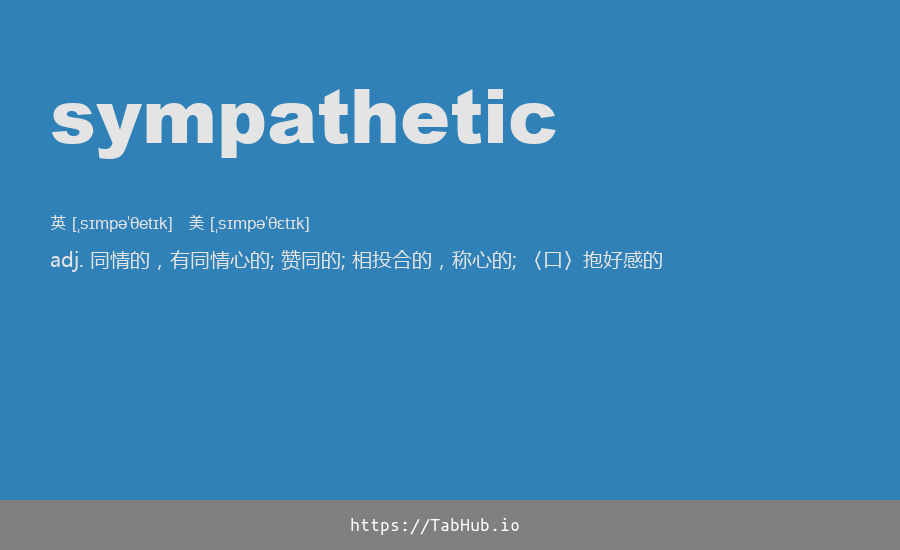 sympathetic
英 [ˌsɪmpəˈθetɪk] 美 [ˌsɪmpəˈθɛtɪk]
adj. 同情的，有同情心的; 赞同的; 相投合的，称心的; 〈口〉抱好感的
https://TabHub.io